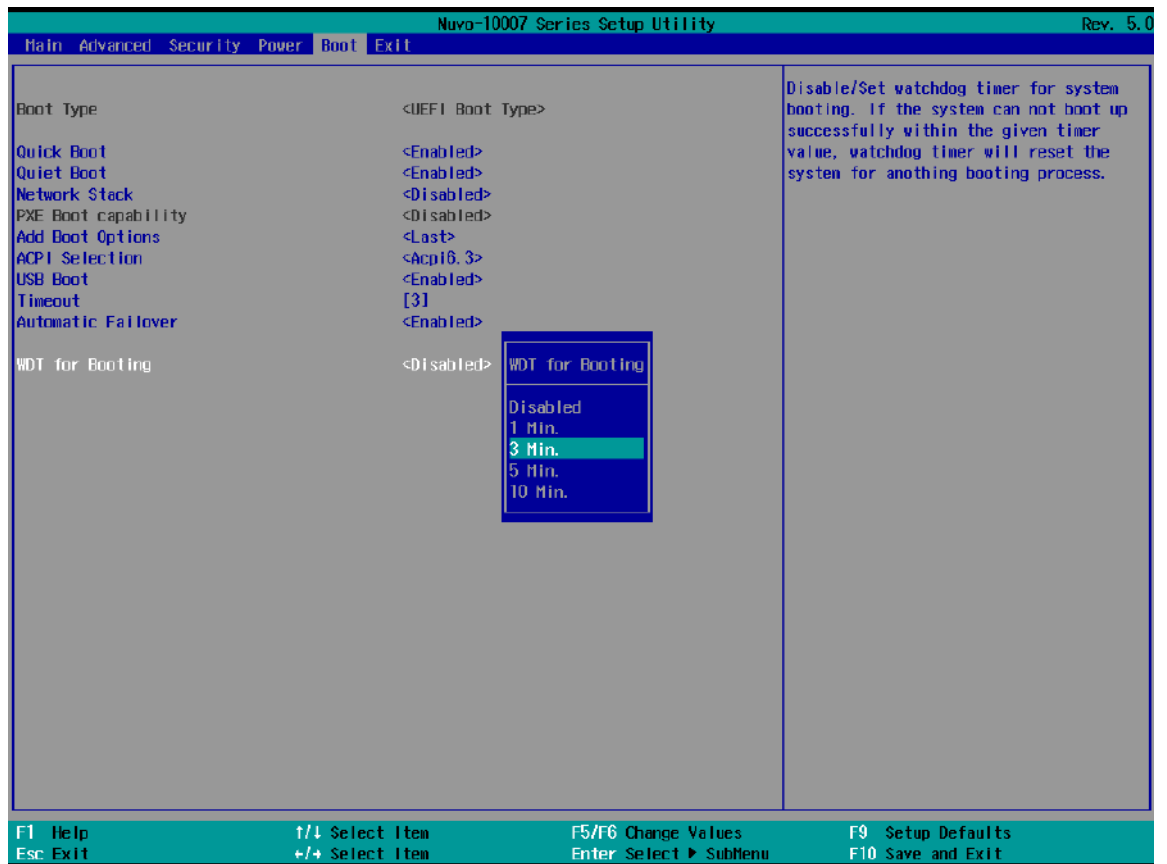 Nuvo-10007 Series Setup Utility Rev. 5.0
Main Advanced Security Power Boot Exit
Boot Type <UEFI Boot Type>
Quick Boot <Enabled>
Quiet Boot <Enabled>
Network Stack <Disabled>
PXE Boot capability <Disabled>
Add Boot Options <Last>
ACPI Selection <Acpi6.3>
USB Boot <Enabled>
Timeout [3]
Automatic Failover <Enabled>
WDT for Booting <Disabled>
WDT for Booting
Disabled
1 Min.
3 Min.
5 Min.
10 Min.
Disable/Set watchdog timer for system
booting. If the system can not boot up
successfully within the given timer
value, watchdog timer will reset the
system for anothing booting process.
F1 Help ↑/↓ Select Item F5/F6 Change Values F9 Setup Defaults
Esc Exit ←/→ Select Item Enter Select ▶ SubMenu F10 Save and Exit